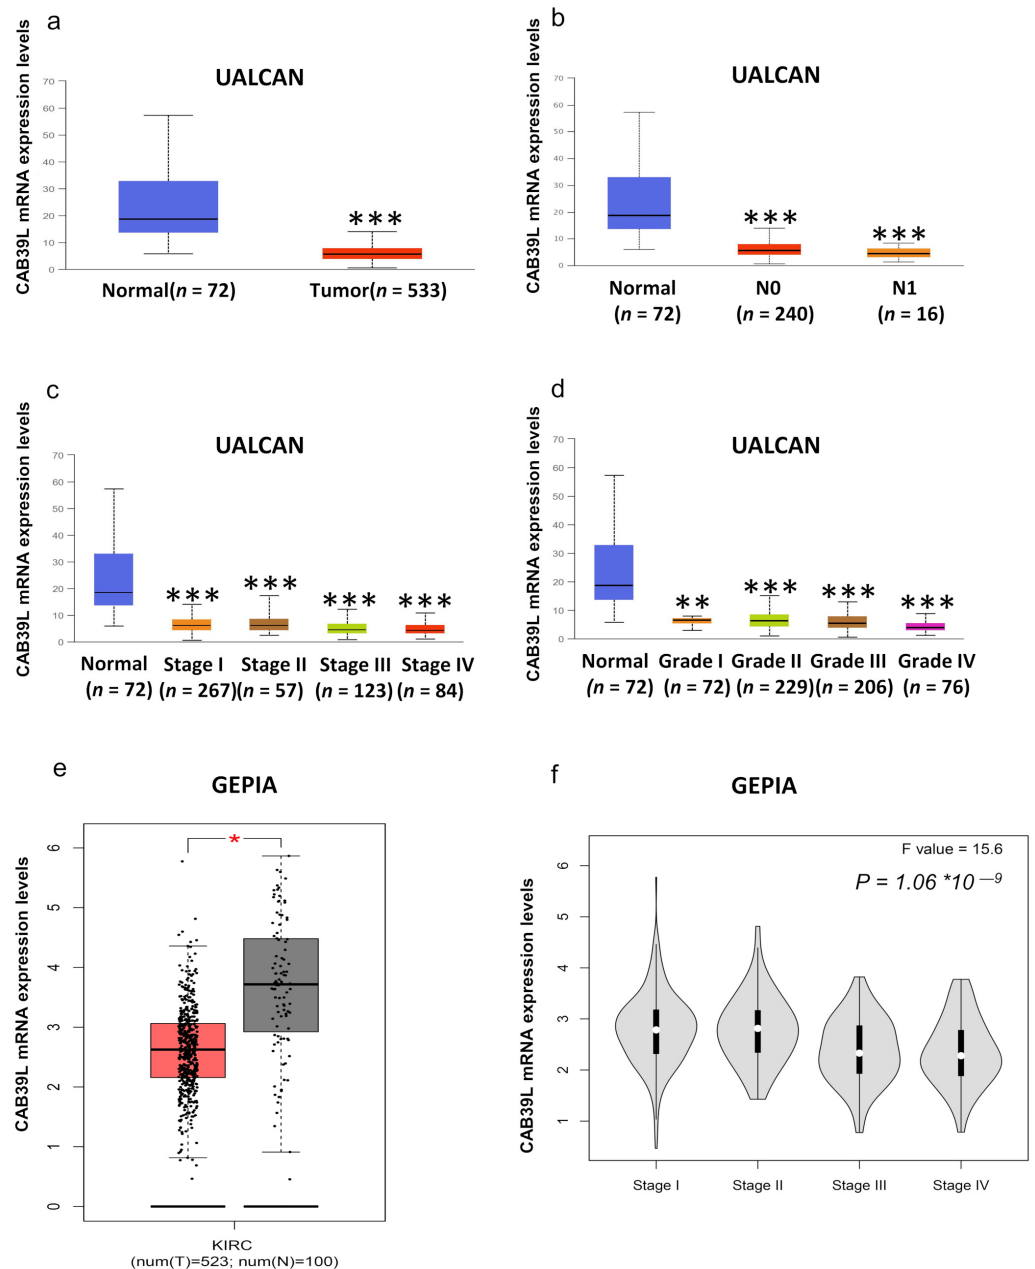 a
UALCAN
CAB39L mRNA expression levels
70
60
50
40
30
20
10
0
***
Normal(n = 72) Tumor(n = 533)
b
UALCAN
CAB39L mRNA expression levels
70
60
50
40
30
20
10
0
*** ***
Normal N0 N1
(n = 72) (n = 240) (n = 16)
c
UALCAN
CAB39L mRNA expression levels
70
60
50
40
30
20
10
0
*** *** *** ***
Normal Stage I Stage II Stage III Stage IV
(n = 72) (n = 267)(n = 57) (n = 123) (n = 84)
d
UALCAN
CAB39L mRNA expression levels
70
60
50
40
30
20
10
0
** *** *** ***
Normal Grade I Grade II Grade III Grade IV
(n = 72) (n = 72) (n = 229)(n = 206) (n = 76)
e
GEPIA
CAB39L mRNA expression levels
6
5
4
3
2
1
0
*
KIRC
(num(T)=523; num(N)=100)
f
GEPIA
CAB39L mRNA expression levels
F value = 15.6
P = 1.06 *10 —9
6
5
4
3
2
1
Stage I Stage II Stage III Stage IV